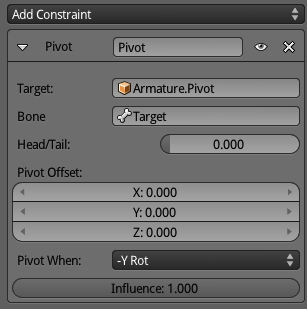 Add Constraint
Pivot Pivot
Target: Armature.Pivot
Bone Target
Head/Tail: 0.000
Pivot Offset:
X: 0.000
Y: 0.000
Z: 0.000
Pivot When: -Y Rot
Influence: 1.000